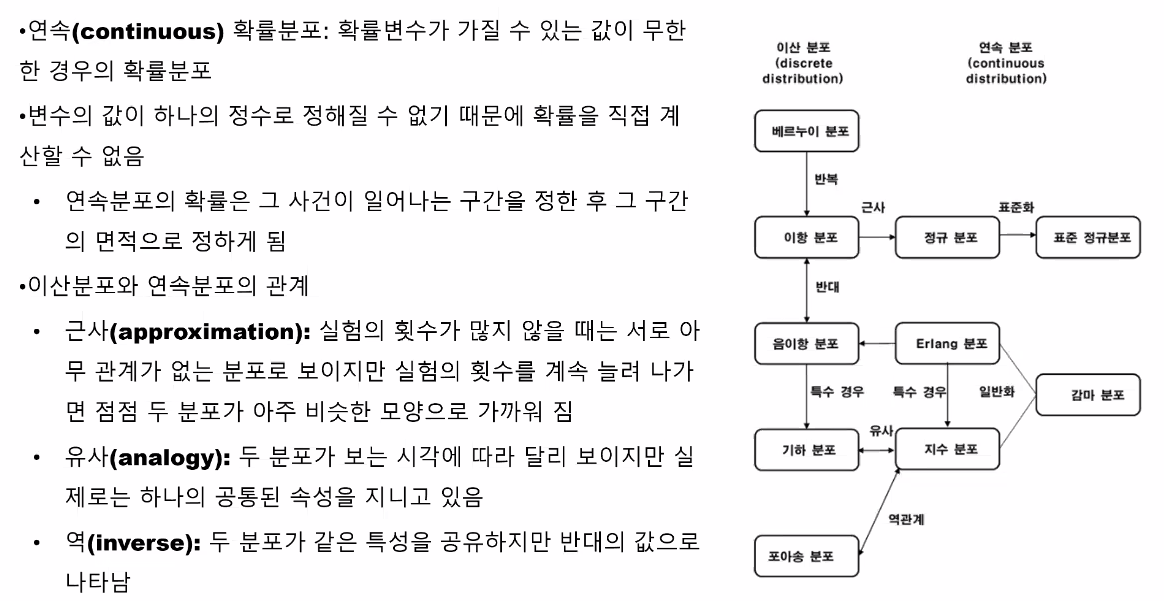 •연속(continuous) 확률분포: 확률변수가 가질 수 있는 값이 무한
한 경우의 확률분포
•변수의 값이 하나의 정수로 정해질 수 없기 때문에 확률을 직접 계
산할 수 없음
• 연속분포의 확률은 그 사건이 일어나는 구간을 정한 후 그 구간
의 면적으로 정하게 됨
•이산분포와 연속분포의 관계
• 근사(approximation): 실험의 횟수가 많지 않을 때는 서로 아
무 관계가 없는 분포로 보이지만 실험의 횟수를 계속 늘려 나가
면 점점 두 분포가 아주 비슷한 모양으로 가까워 짐
• 유사(analogy): 두 분포가 보는 시각에 따라 달리 보이지만 실
제로는 하나의 공통된 속성을 지니고 있음
• 역(inverse): 두 분포가 같은 특성을 공유하지만 반대의 값으로
나타남
이산 분포
(discrete
distribution)
연속 분포
(continuous
distribution)
베르누이 분포
반복
근사
표준화
이항 분포
정규 분포
표준 정규분포
반대
음이항 분포
Erlang 분포
특수 경우
특수 경우
일반화
감마 분포
유사
기하 분포
지수 분포
역관계
포아송 분포